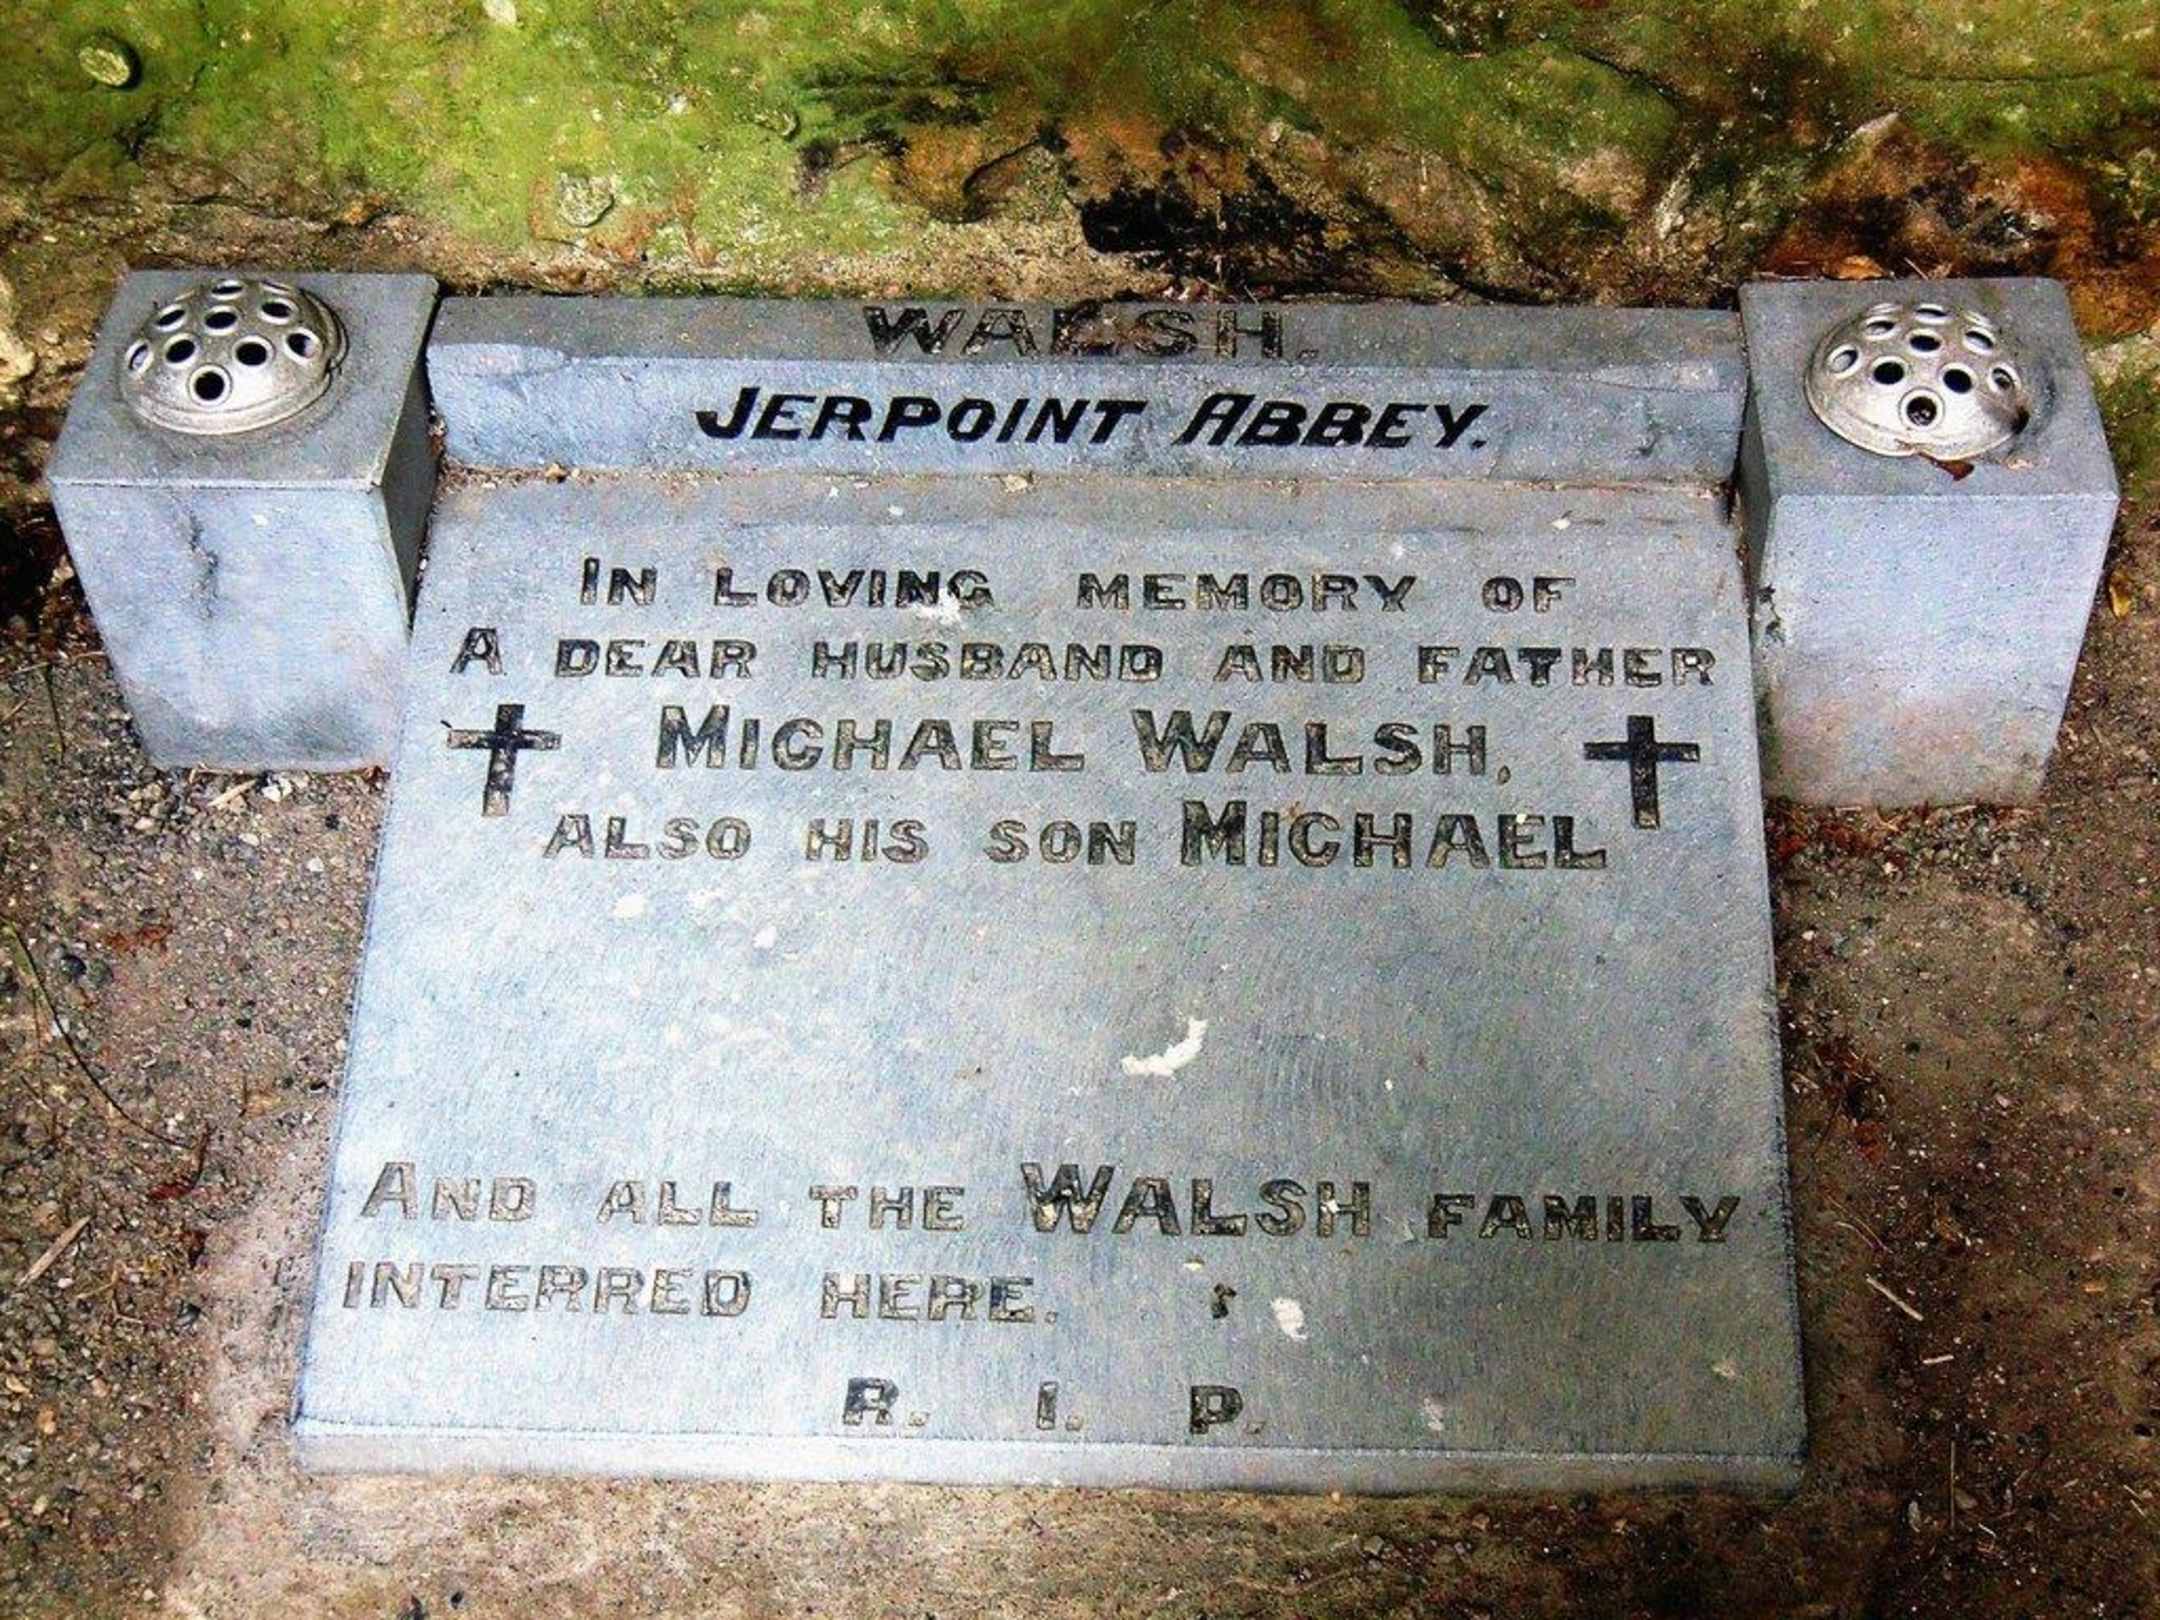 WALSH.
JERPOINT ABBEY.
IN LOVING MEMORY OF
A DEAR HUSBAND AND FATHER
MICHAEL WALSH,
ALSO HIS SON MICHAEL
AND ALL THE WALSH FAMILY
INTERRED HERE.
R. I. P.